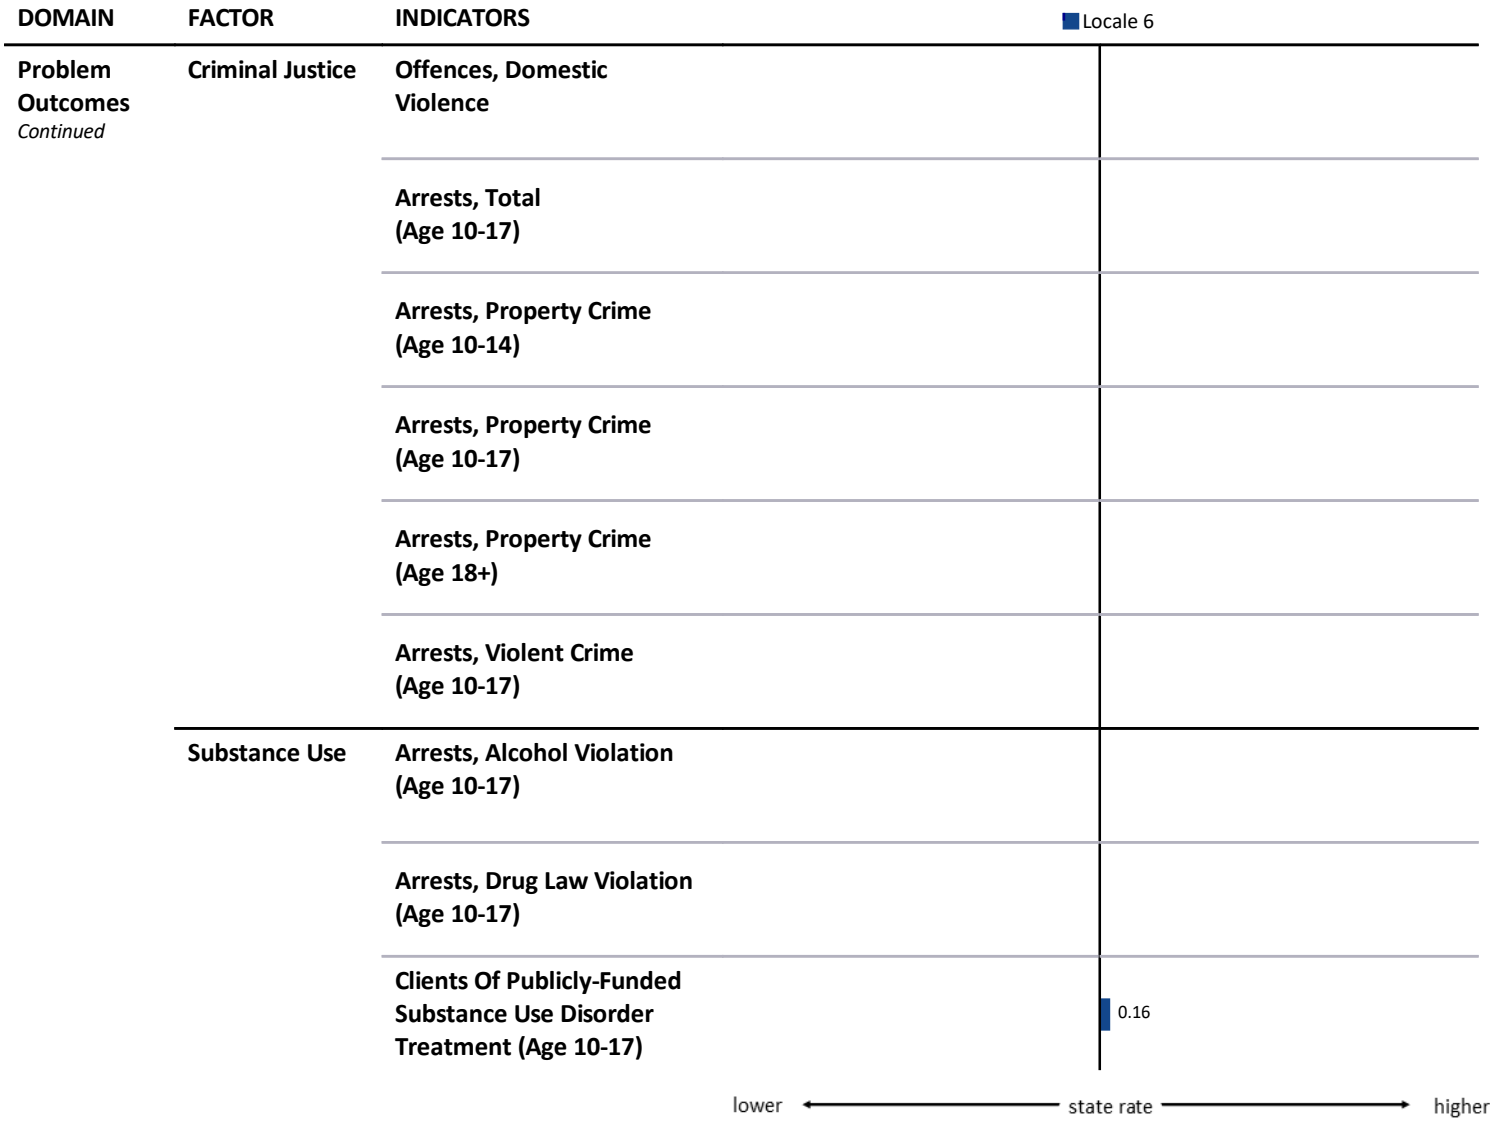 DOMAIN FACTOR INDICATORS Locale 6
Problem Criminal Justice Offences, Domestic
Outcomes Violence
Continued
Arrests, Total
(Age 10-17)
Arrests, Property Crime
(Age 10-14)
Arrests, Property Crime
(Age 10-17)
Arrests, Property Crime
(Age 18+)
Arrests, Violent Crime
(Age 10-17)
Substance Use Arrests, Alcohol Violation
(Age 10-17)
Arrests, Drug Law Violation
(Age 10-17)
Clients Of Publicly-Funded
Substance Use Disorder 0.16
Treatment (Age 10-17)
lower state rate higher